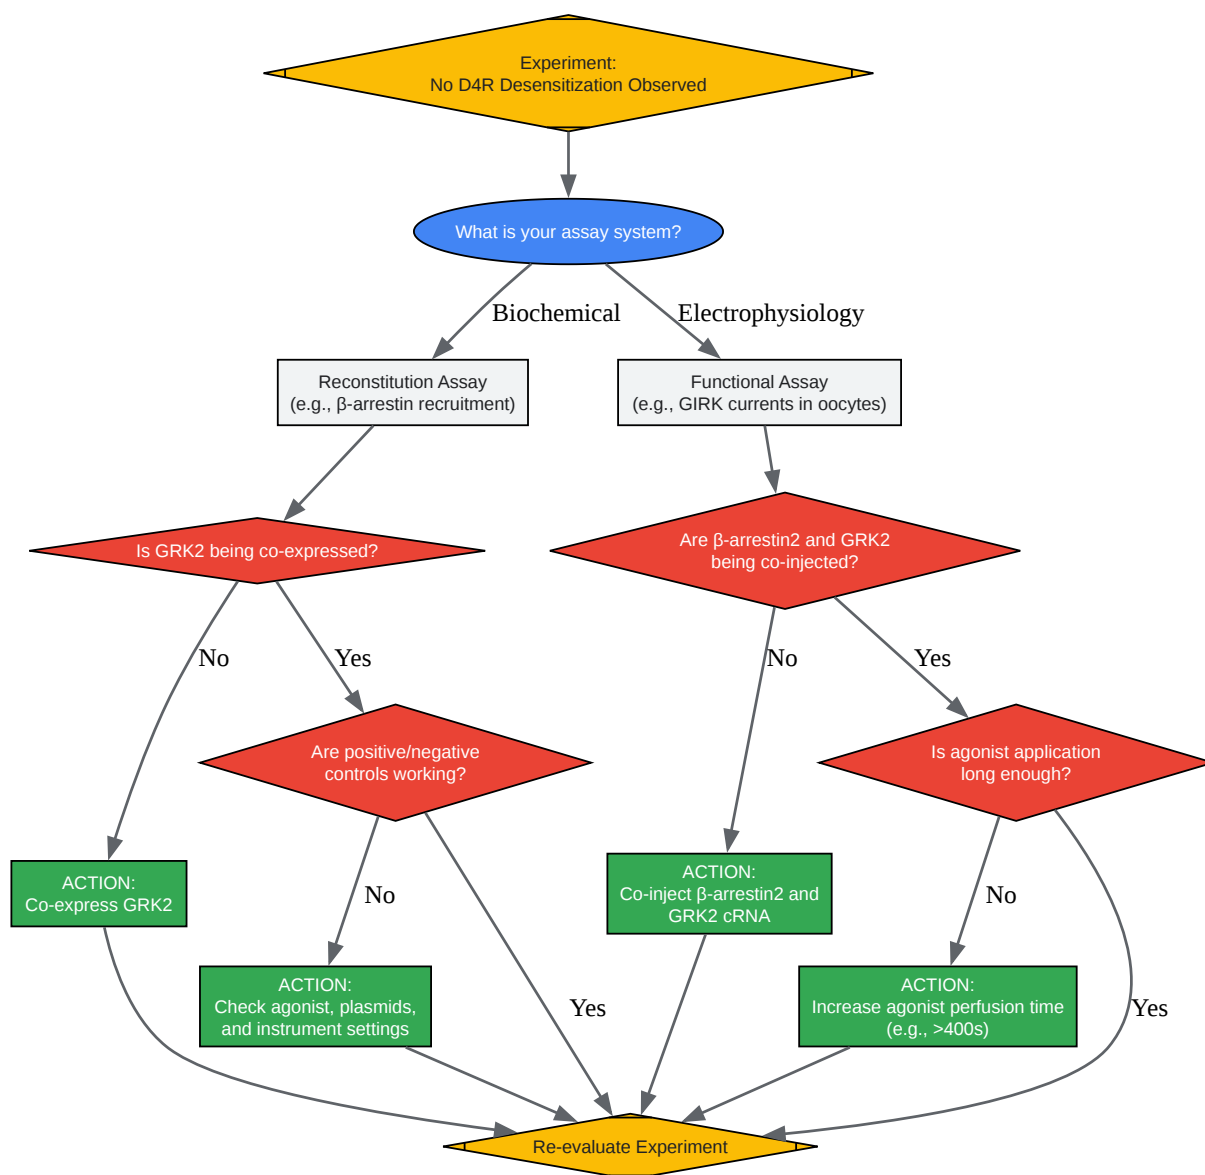 Experiment:
No D4R Desensitization Observed
What is your assay system?
Biochemical
Electrophysiology
Reconstitution Assay
(e.g., β-arrestin recruitment)
Functional Assay
(e.g., GIRK currents in oocytes)
Is GRK2 being co-expressed?
Are β-arrestin2 and GRK2
being co-injected?
No
Yes
No
Yes
Are positive/negative
controls working?
Is agonist application
long enough?
ACTION:
Co-express GRK2
No
ACTION:
Co-inject β-arrestin2 and
GRK2 cRNA
No
ACTION:
Check agonist, plasmids,
and instrument settings
Yes
ACTION:
Increase agonist perfusion time
(e.g., >400s)
Yes
Re-evaluate Experiment